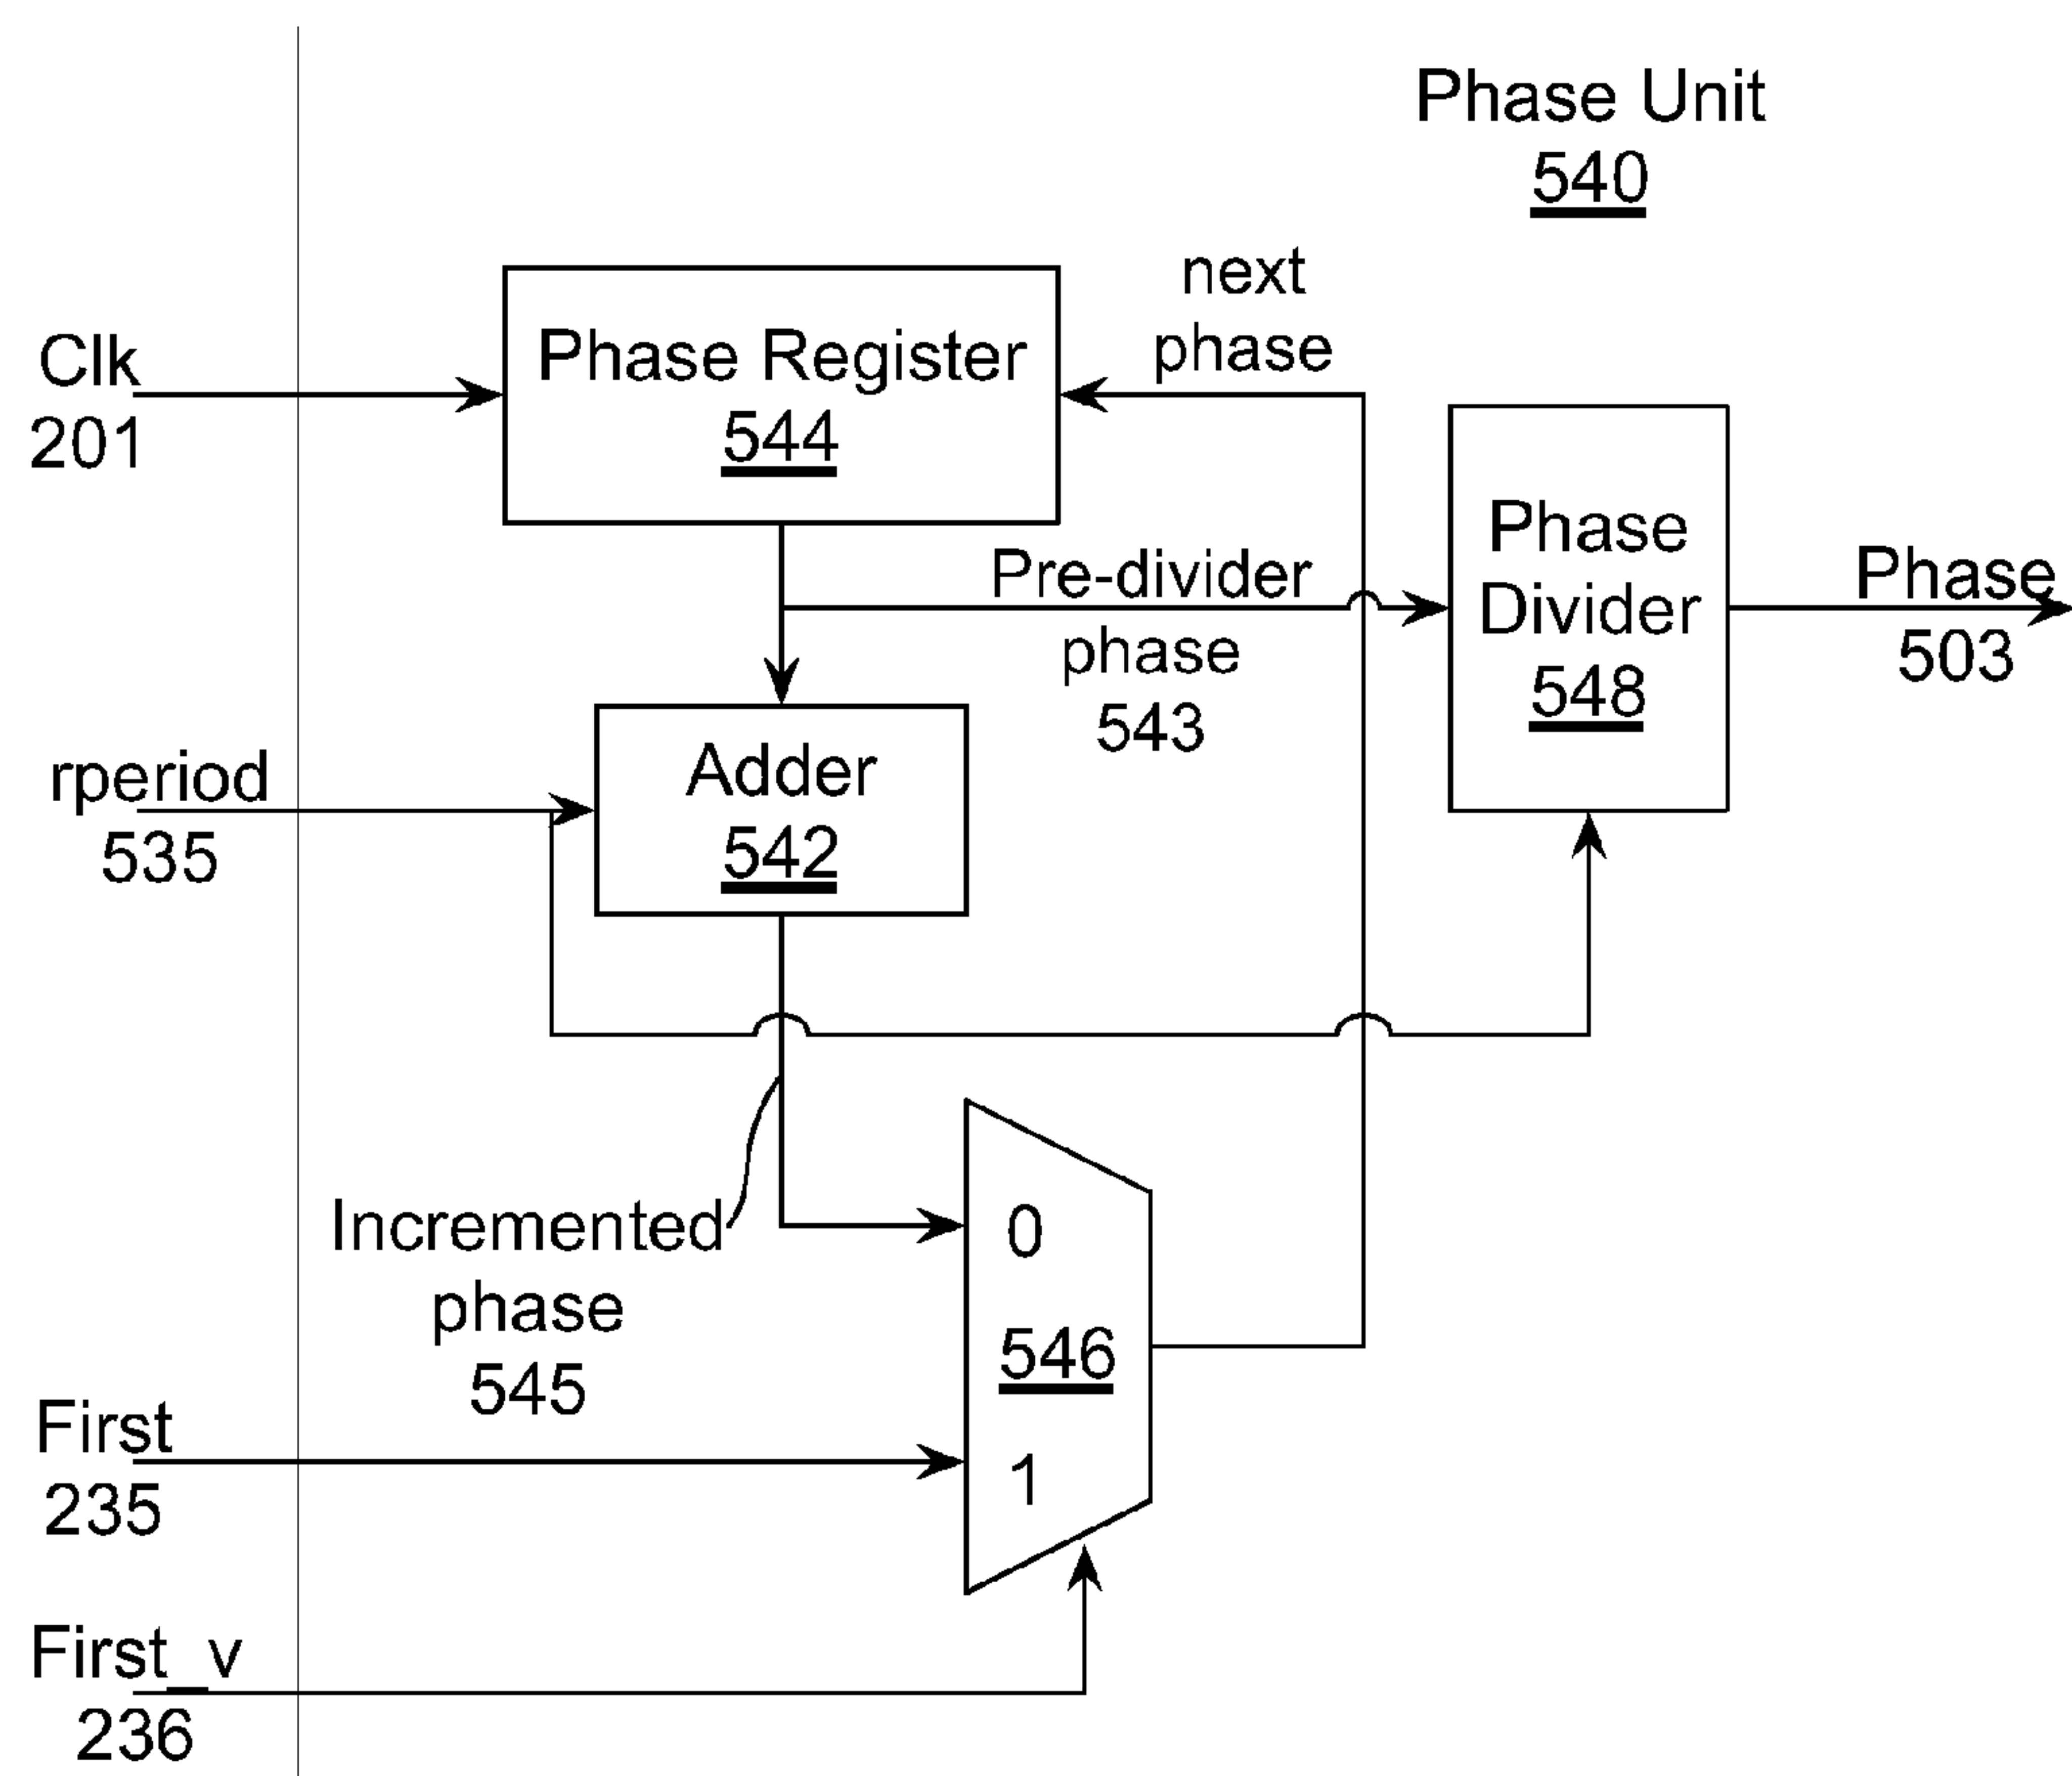 Phase Unit
540
next
phase
Clk
201
Phase Register
544
Pre-divider
phase
543
Phase
Divider
548
Phase
503
rperiod
535
Adder
542
Incremented
phase
545
0
546
1
First
235
First_v
236